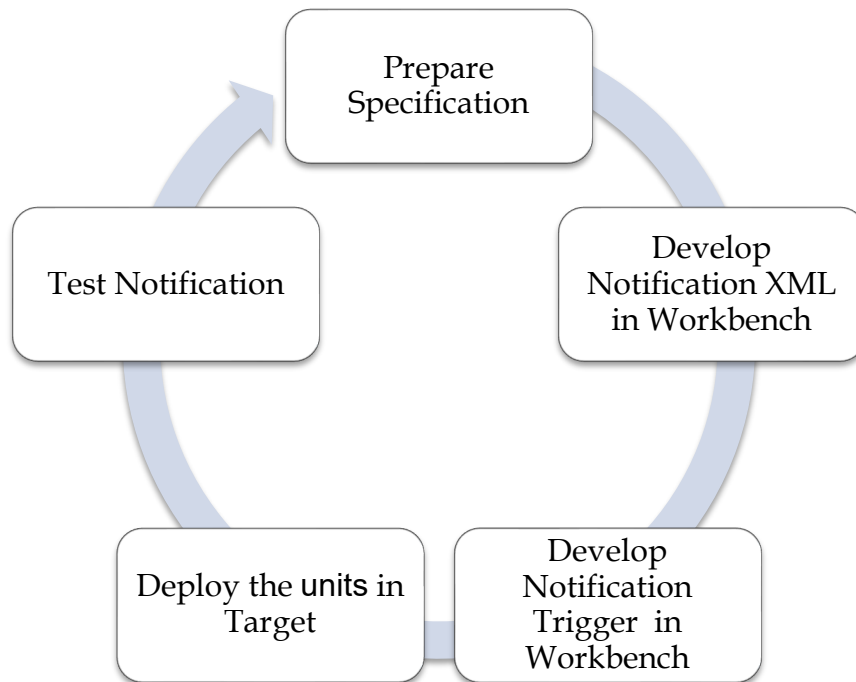 Prepare
Specification
Develop
Notification XML
in Workbench
Develop
Notification
Trigger in
Workbench
Deploy the units in
Target
Test Notification